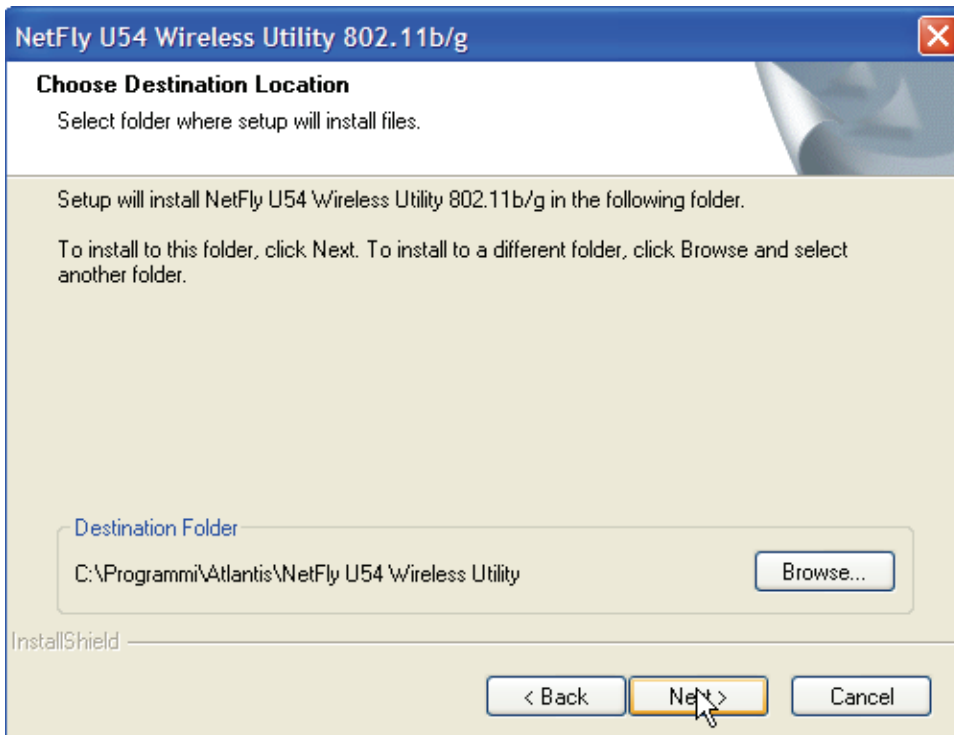 NetFly U54 Wireless Utility 802.11b/g
Choose Destination Location
Select folder where setup will install files.
Setup will install NetFly U54 Wireless Utility 802.11b/g in the following folder.
To install to this folder, click Next. To install to a different folder, click Browse and select
another folder.
Destination Folder
C:\Programmi\Atlantis\NetFly U54 Wireless Utility
Browse...
InstallShield
< Back
Next >
Cancel